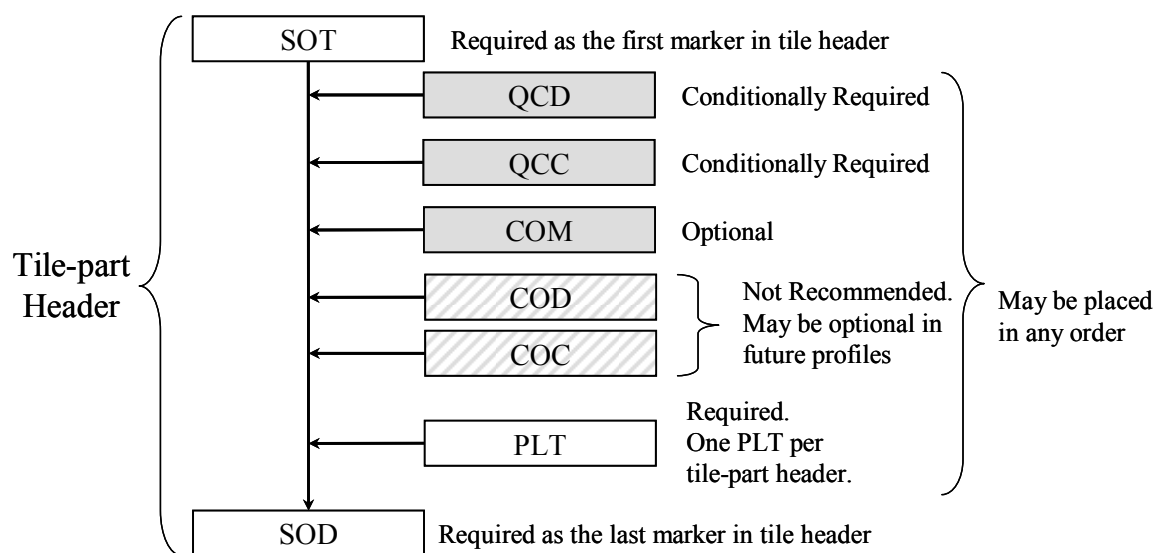 SOT
Required as the first marker in tile header
QCD
Conditionally Required
QCC
Conditionally Required
COM
Optional
Tile-part
Header
COD
COC
Not Recommended.
May be optional in
future profiles
May be placed
in any order
PLT
Required.
One PLT per
tile-part header.
SOD
Required as the last marker in tile header